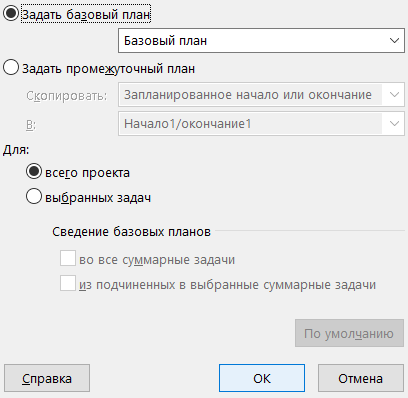 Задать базовый план
Базовый план
Задать промежуточный план
Скопировать: Запланированное начало или окончание
В: Начало1/окончание1
Для:
всего проекта
выбранных задач
Сведение базовых планов
во все суммарные задачи
из подчиненных в выбранные суммарные задачи
По умолчанию
Справка ОК Отмена